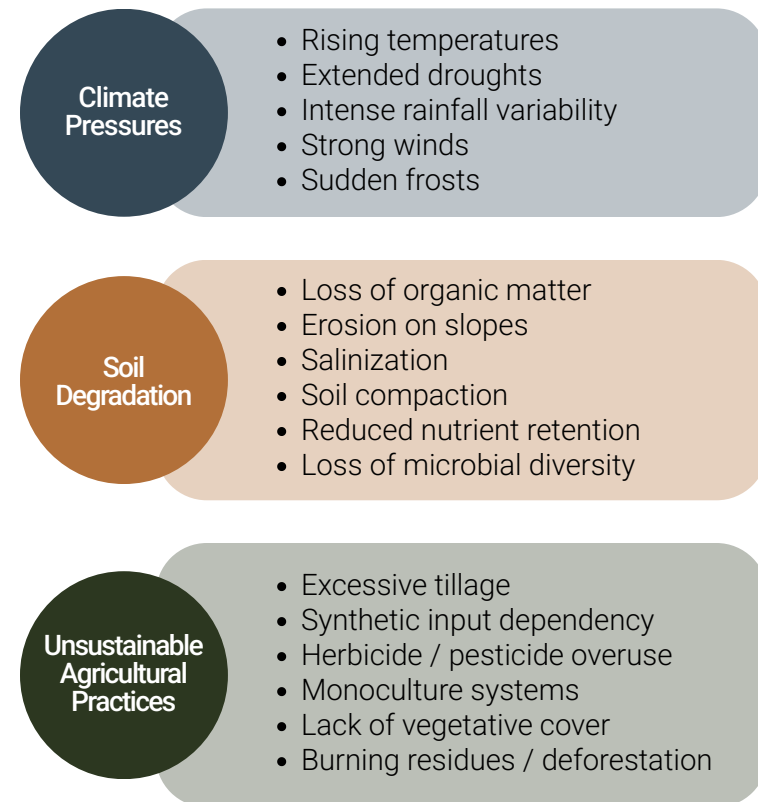 Climate
Pressures
• Rising temperatures
• Extended droughts
• Intense rainfall variability
• Strong winds
• Sudden frosts
Soil
Degradation
• Loss of organic matter
• Erosion on slopes
• Salinization
• Soil compaction
• Reduced nutrient retention
• Loss of microbial diversity
Unsustainable
Agricultural
Practices
• Excessive tillage
• Synthetic input dependency
• Herbicide / pesticide overuse
• Monoculture systems
• Lack of vegetative cover
• Burning residues / deforestation